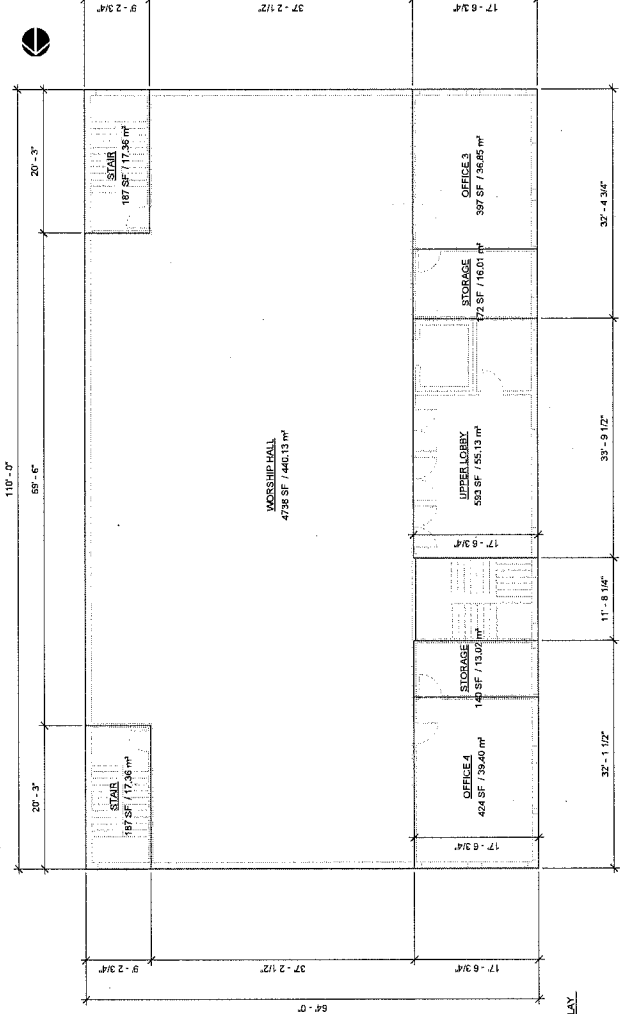 110' - 0"
20' - 3"
69' - 6"
20' - 3"
9' - 2 3/4"
37' - 2 1/2"
17' - 6 3/4"
64' - 0"
9' - 2 3/4"
37' - 2 1/2"
17' - 6 3/4"
STAIR
187 SF / 17.36 m²
STAIR
187 SF / 17.36 m²
WORSHIP HALL
4738 SF / 440.13 m²
OFFICE 4
424 SF / 39.40 m²
STORAGE
140 SF / 13.02 m²
UPPER LOBBY
593 SF / 55.13 m²
STORAGE
172 SF / 16.01 m²
OFFICE 3
397 SF / 36.85 m²
17' - 6 3/4"
17' - 6 3/4"
32' - 1 1/2"
11' - 8 1/4"
33' - 9 1/2"
32' - 4 3/4"
LAY